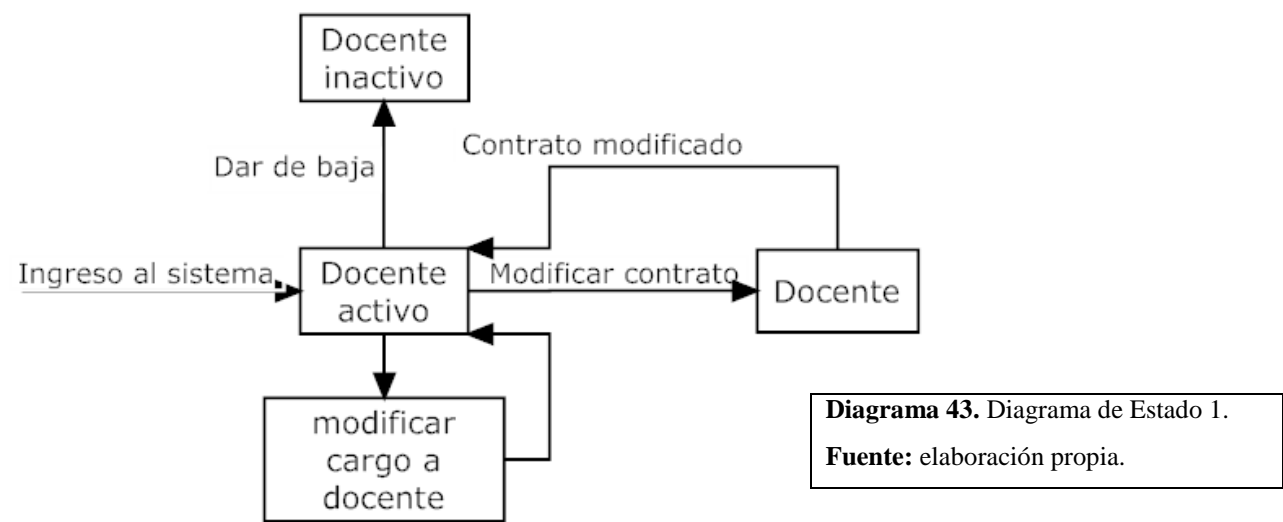 Docente
inactivo
Contrato modificado
Dar de baja
Ingreso al sistema.
Docente
activo
Modificar contrato
Docente
modificar
cargo a
docente
Diagrama 43. Diagrama de Estado 1.
Fuente: elaboración propia.